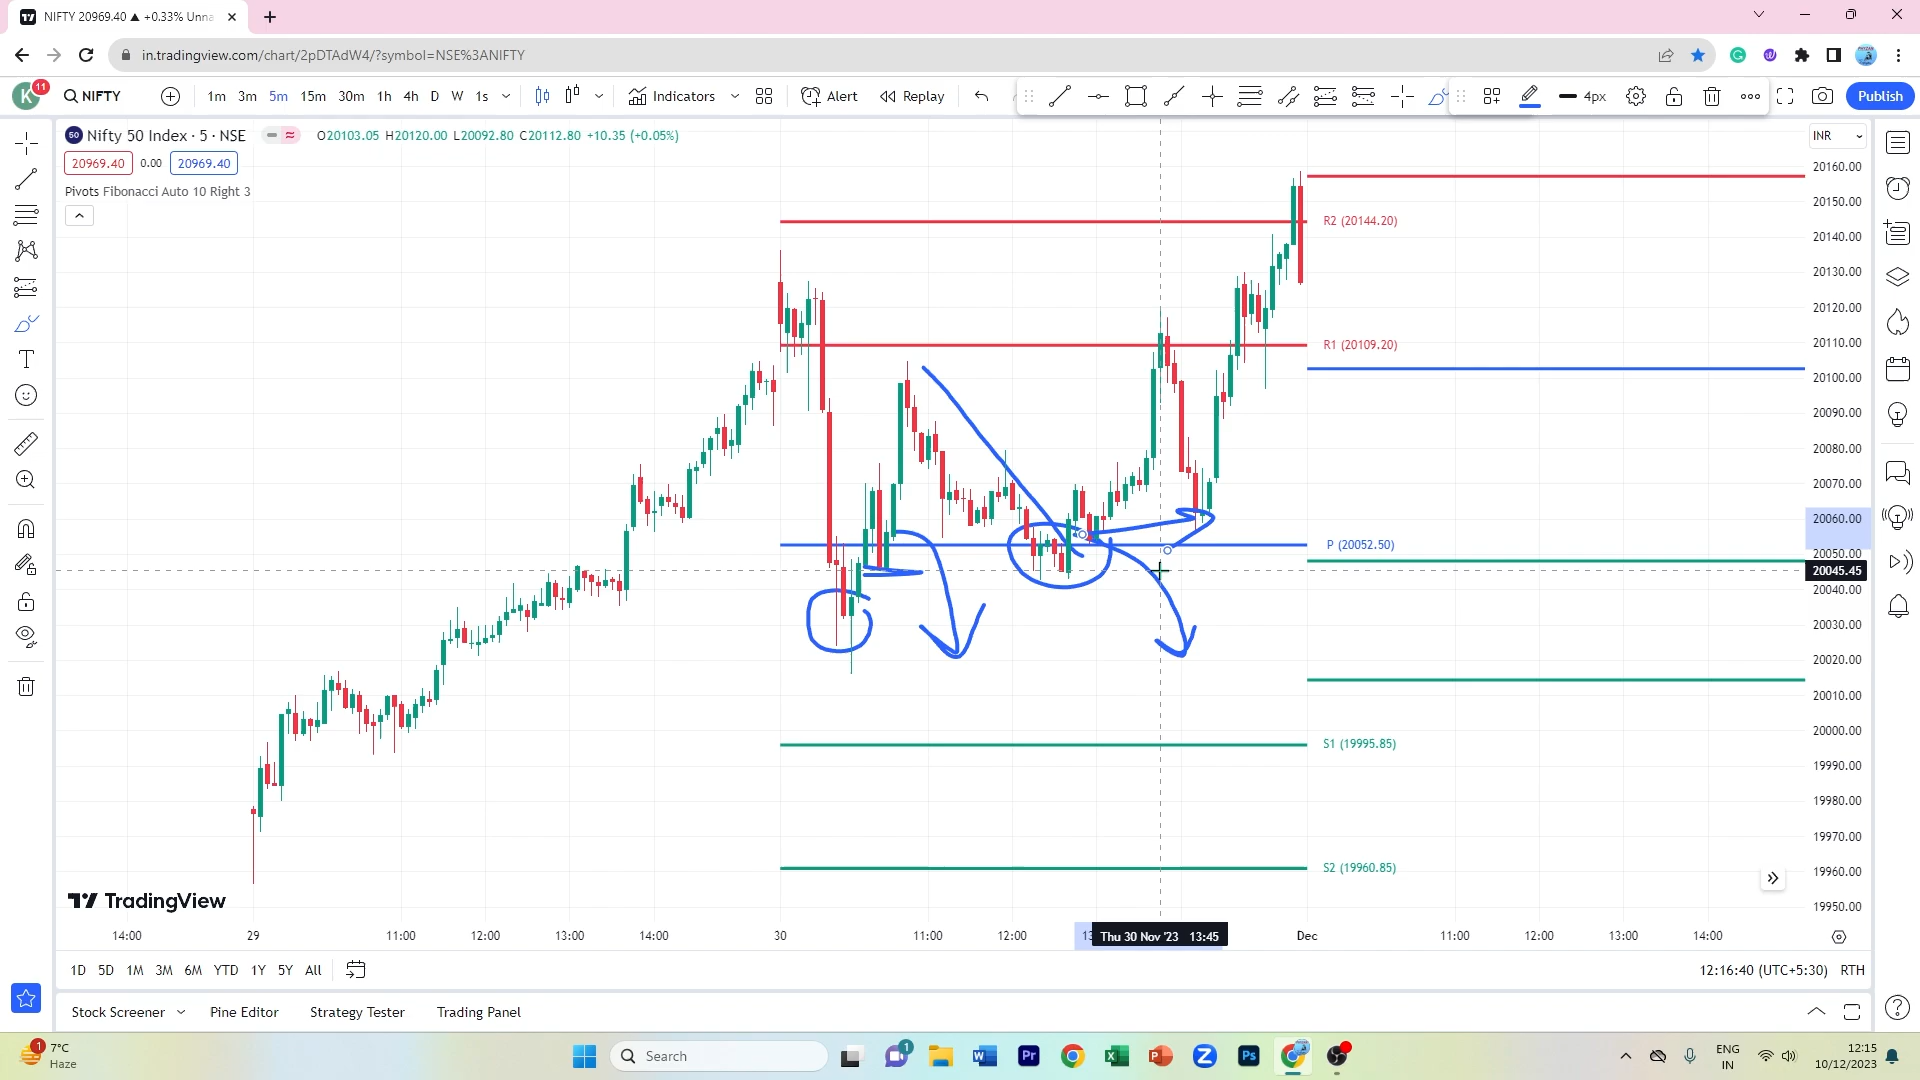 NIFTY 20969.40 ▲ +0.33% Unna
in.tradingview.com/chart/2pDTAdW4/?symbol=NSE%3ANIFTY
K 11 NIFTY 1m 3m 5m 15m 30m 1h 4h D W 1s Indicators Alert Replay 4px Publish
50 Nifty 50 Index · 5 · NSE O20103.05 H20120.00 L20092.80 C20112.80 +10.35 (+0.05%) INR
20969.40 0.00 20969.40
Pivots Fibonacci Auto 10 Right 3
R2 (20144.20)
R1 (20109.20)
P (20052.50)
S1 (19995.85)
S2 (19960.85)
20160.00
20150.00
20140.00
20130.00
20120.00
20110.00
20100.00
20090.00
20080.00
20070.00
20060.00
20050.00
20045.45
20040.00
20030.00
20020.00
20010.00
20000.00
19990.00
19980.00
19970.00
19960.00
19950.00
TradingView
14:00 29 11:00 12:00 13:00 14:00 30 11:00 12:00 Thu 30 Nov '23 13:45 Dec 11:00 12:00 13:00 14:00
1D 5D 1M 3M 6M YTD 1Y 5Y All 12:16:40 (UTC+5:30) RTH
Stock Screener Pine Editor Strategy Tester Trading Panel
1 7°C
Haze
Search
1
W Pr X P Z Ps
ENG
IN
12:15
10/12/2023